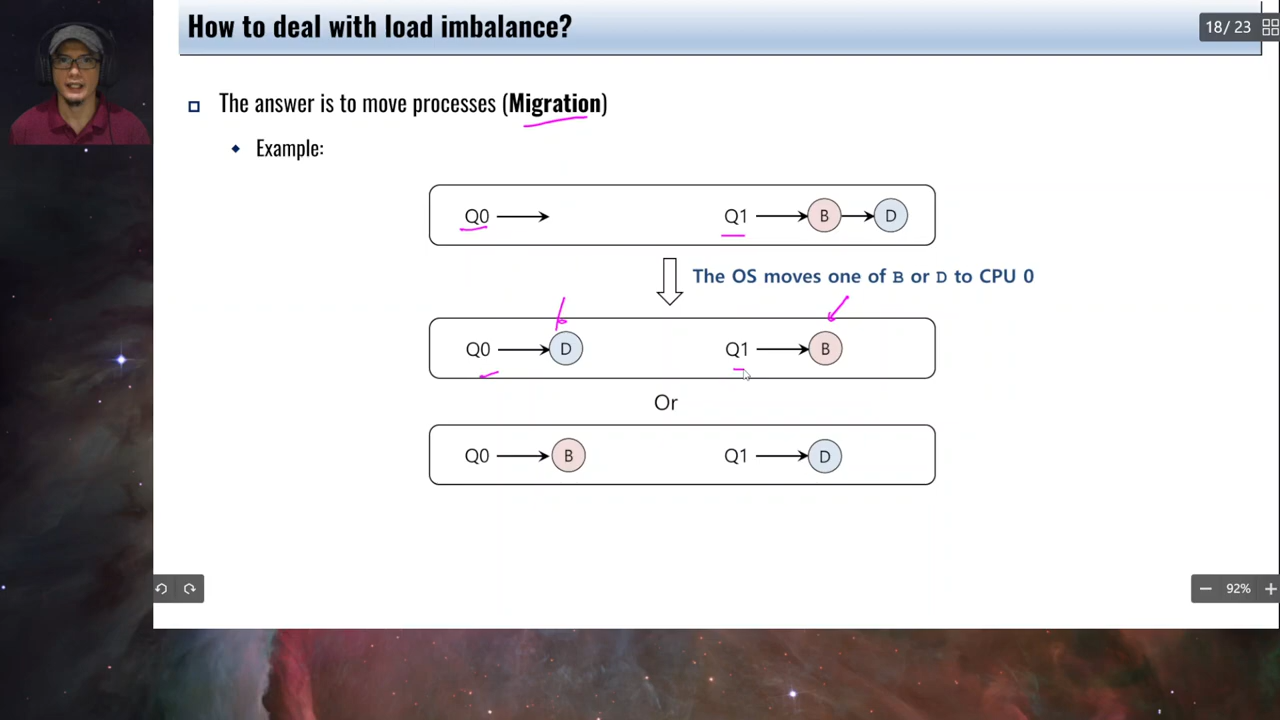 How to deal with load imbalance?
18 / 23
The answer is to move processes (Migration)
Example:
Q0 Q1 B D
The OS moves one of B or D to CPU 0
Q0 D Q1 B
Or
Q0 B Q1 D
92%